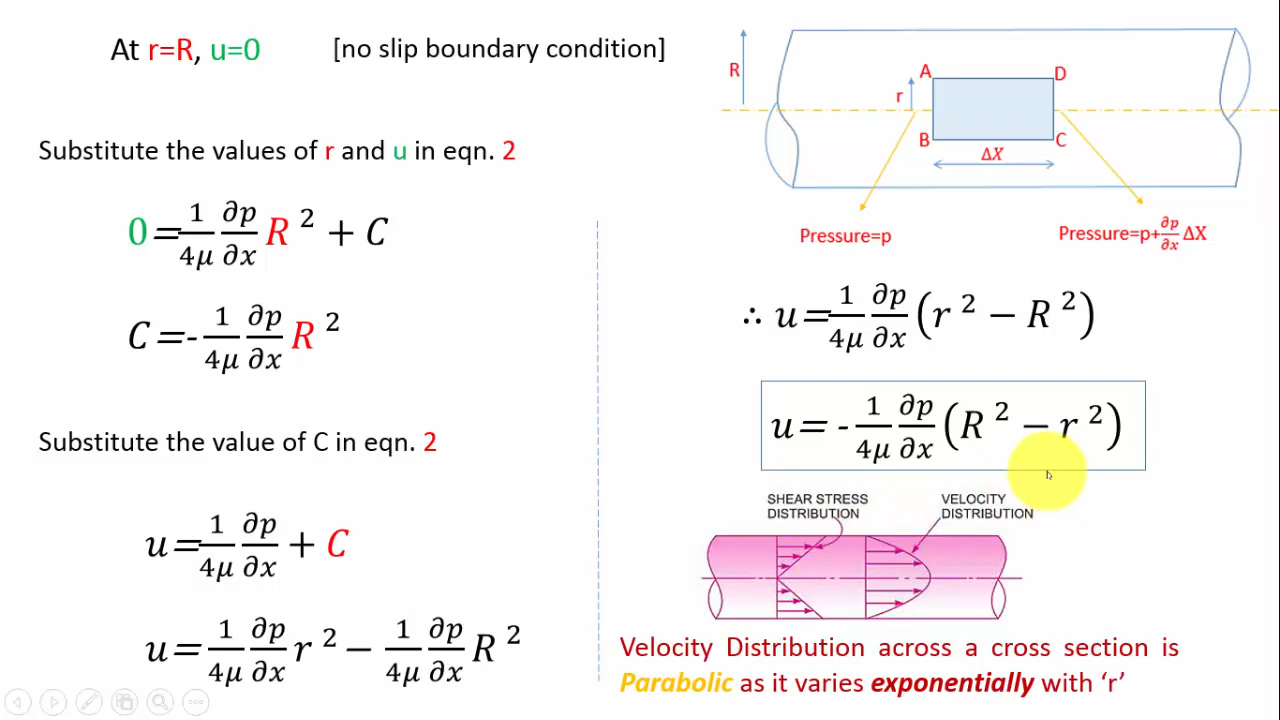 At r=R, u=0 [no slip boundary condition]
Substitute the values of r and u in eqn. 2
0=1/4μ ∂p/∂x R ² + C
C=-1/4μ ∂p/∂x R ²
Substitute the value of C in eqn. 2
u=1/4μ ∂p/∂x + C
u=1/4μ ∂p/∂x r ² − 1/4μ ∂p/∂x R ²
R
A
D
r
B
C
ΔX
Pressure=p
Pressure=p+∂p/∂x ΔX
∴ u=1/4μ ∂p/∂x (r ² − R ²)
u= -1/4μ ∂p/∂x (R ² − r ²)
SHEAR STRESS
DISTRIBUTION
VELOCITY
DISTRIBUTION
Velocity Distribution across a cross section is
Parabolic as it varies exponentially with ‘r’